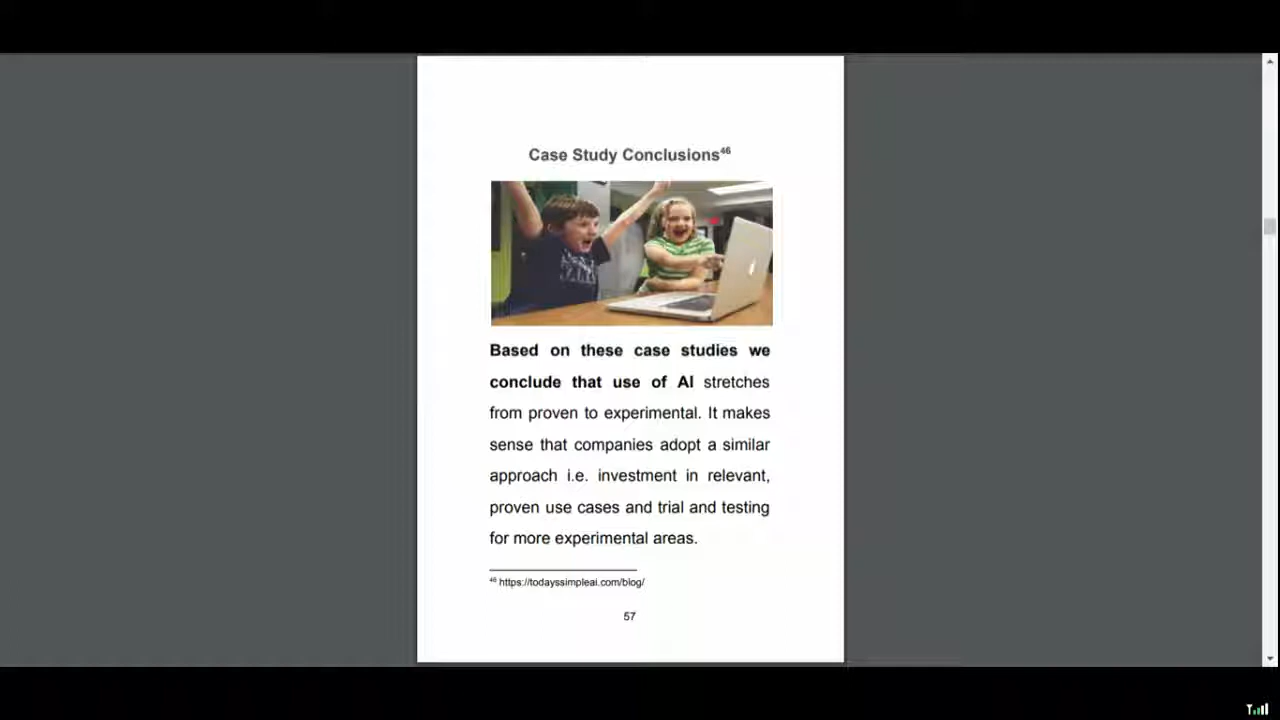 Case Study Conclusions46
Based on these case studies we
conclude that use of AI stretches
from proven to experimental. It makes
sense that companies adopt a similar
approach i.e. investment in relevant,
proven use cases and trial and testing
for more experimental areas.
46 https://todayssimpleai.com/blog/
57